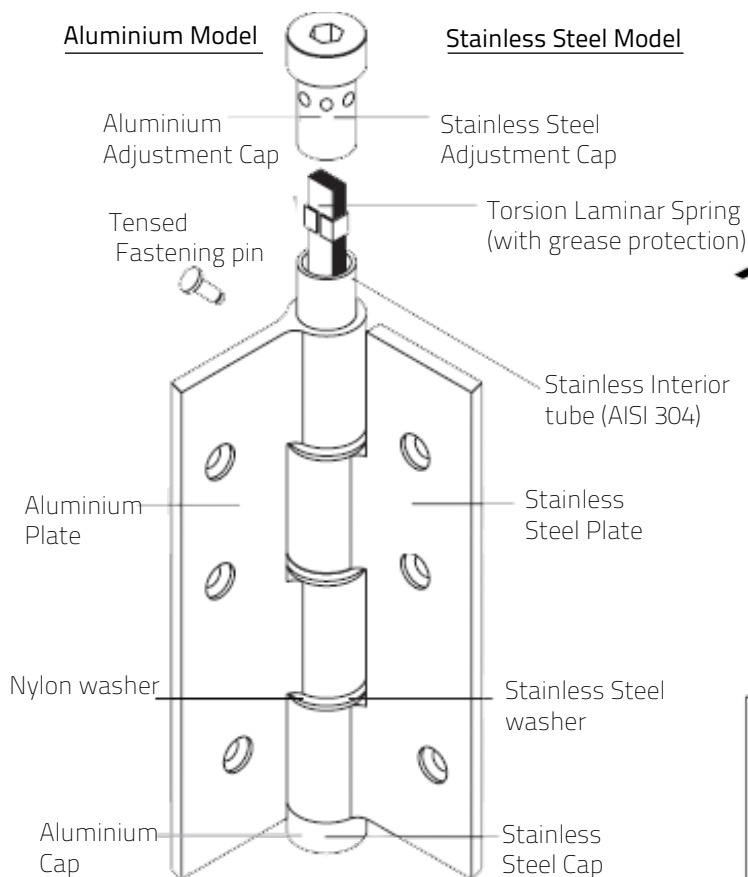 Aluminium Model
Stainless Steel Model
Aluminium
Adjustment Cap
Stainless Steel
Adjustment Cap
Tensed
Fastening pin
Torsion Laminar Spring
(with grease protection)
Stainless Interior
tube (AISI 304)
Aluminium
Plate
Stainless
Steel Plate
Nylon washer
Stainless Steel
washer
Aluminium
Cap
Stainless
Steel Cap